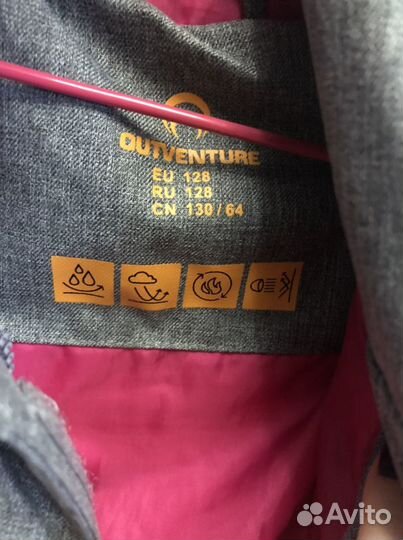 OUTVENTURE
EU 128
RU 128
CN 130 / 64
Avito